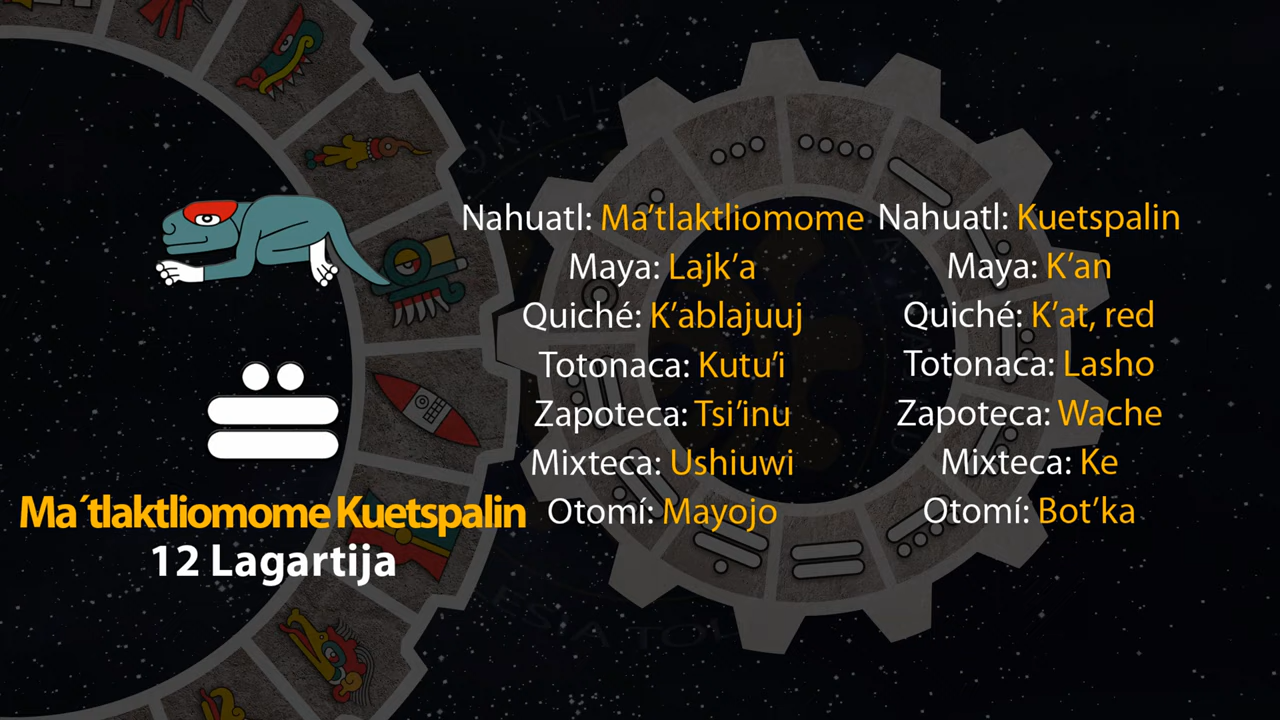 Nahuatl: Ma’tlaktliomome
Maya: Lajk’a
Quiché: K’ablajuuj
Totonaca: Kutu’i
Zapoteca: Tsi’inu
Mixteca: Ushiuwi
Otomí: Mayojo
Nahuatl: Kuetspalin
Maya: K’an
Quiché: K’at, red
Totonaca: Lasho
Zapoteca: Wache
Mixteca: Ke
Otomí: Bot’ka
Ma´tlaktliomome Kuetspalin
12 Lagartija